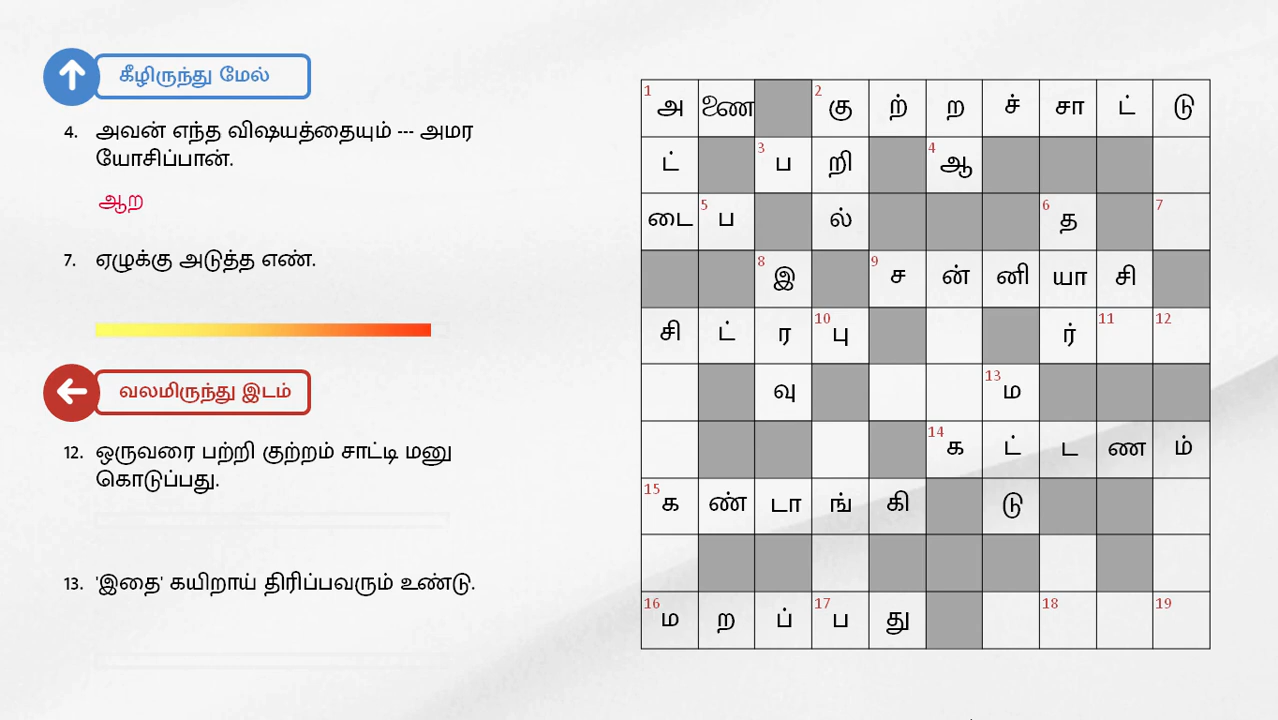 கீழிருந்து மேல்
4. அவன் எந்த விஷயத்தையும் --- அமர
யோசிப்பான்.
ஆற
7. ஏழுக்கு அடுத்த எண்.
வலமிருந்து இடம்
12. ஒருவரை பற்றி குற்றம் சாட்டி மனு
கொடுப்பது.
13. 'இதை' கயிறாய் திரிப்பவரும் உண்டு.
1 அ ணை 2 கு ற் ற ச் சா ட் டு
ட் 3 ப றி 4 ஆ
டை 5 ப ல் 6 த 7
8 இ 9 ச ன் னி யா சி
சி ட் ர 10 பு ர் 11 12
வு 13 ம
14 க ட் ட ண ம்
15 க ண் டா ங் கி டு
16 ம ற ப் 17 ப து 18 19